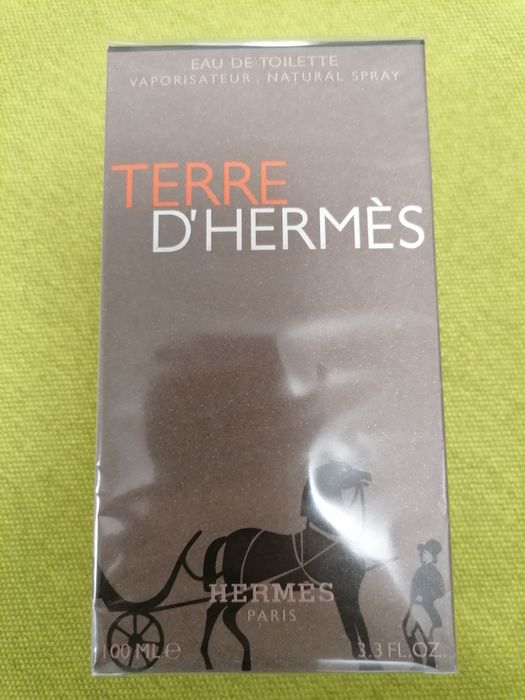 EAU DE TOILETTE
VAPORISATEUR . NATURAL SPRAY
TERRE
D'HERMÈS
HERMÈS
PARIS
100 ML℮ 3.3 FL.OZ.